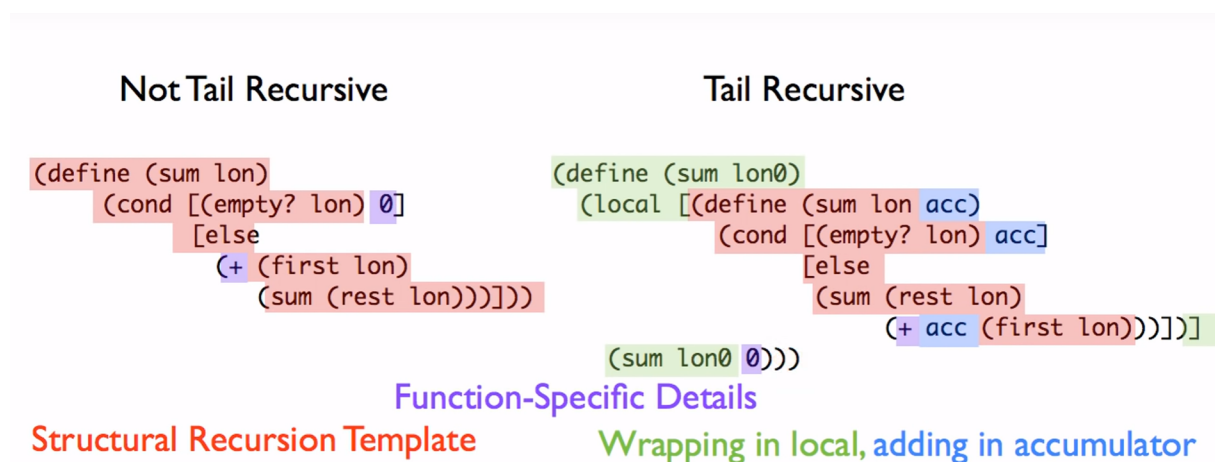 Not Tail Recursive
(define (sum lon)
(cond [(empty? lon) 0]
[else
(+ (first lon)
(sum (rest lon)))]))
Tail Recursive
(define (sum lon0)
(local [(define (sum lon acc)
(cond [(empty? lon) acc]
[else
(sum (rest lon)
(+ acc (first lon)))])]
(sum lon0 0)))
Function-Specific Details
Structural Recursion Template
Wrapping in local, adding in accumulator